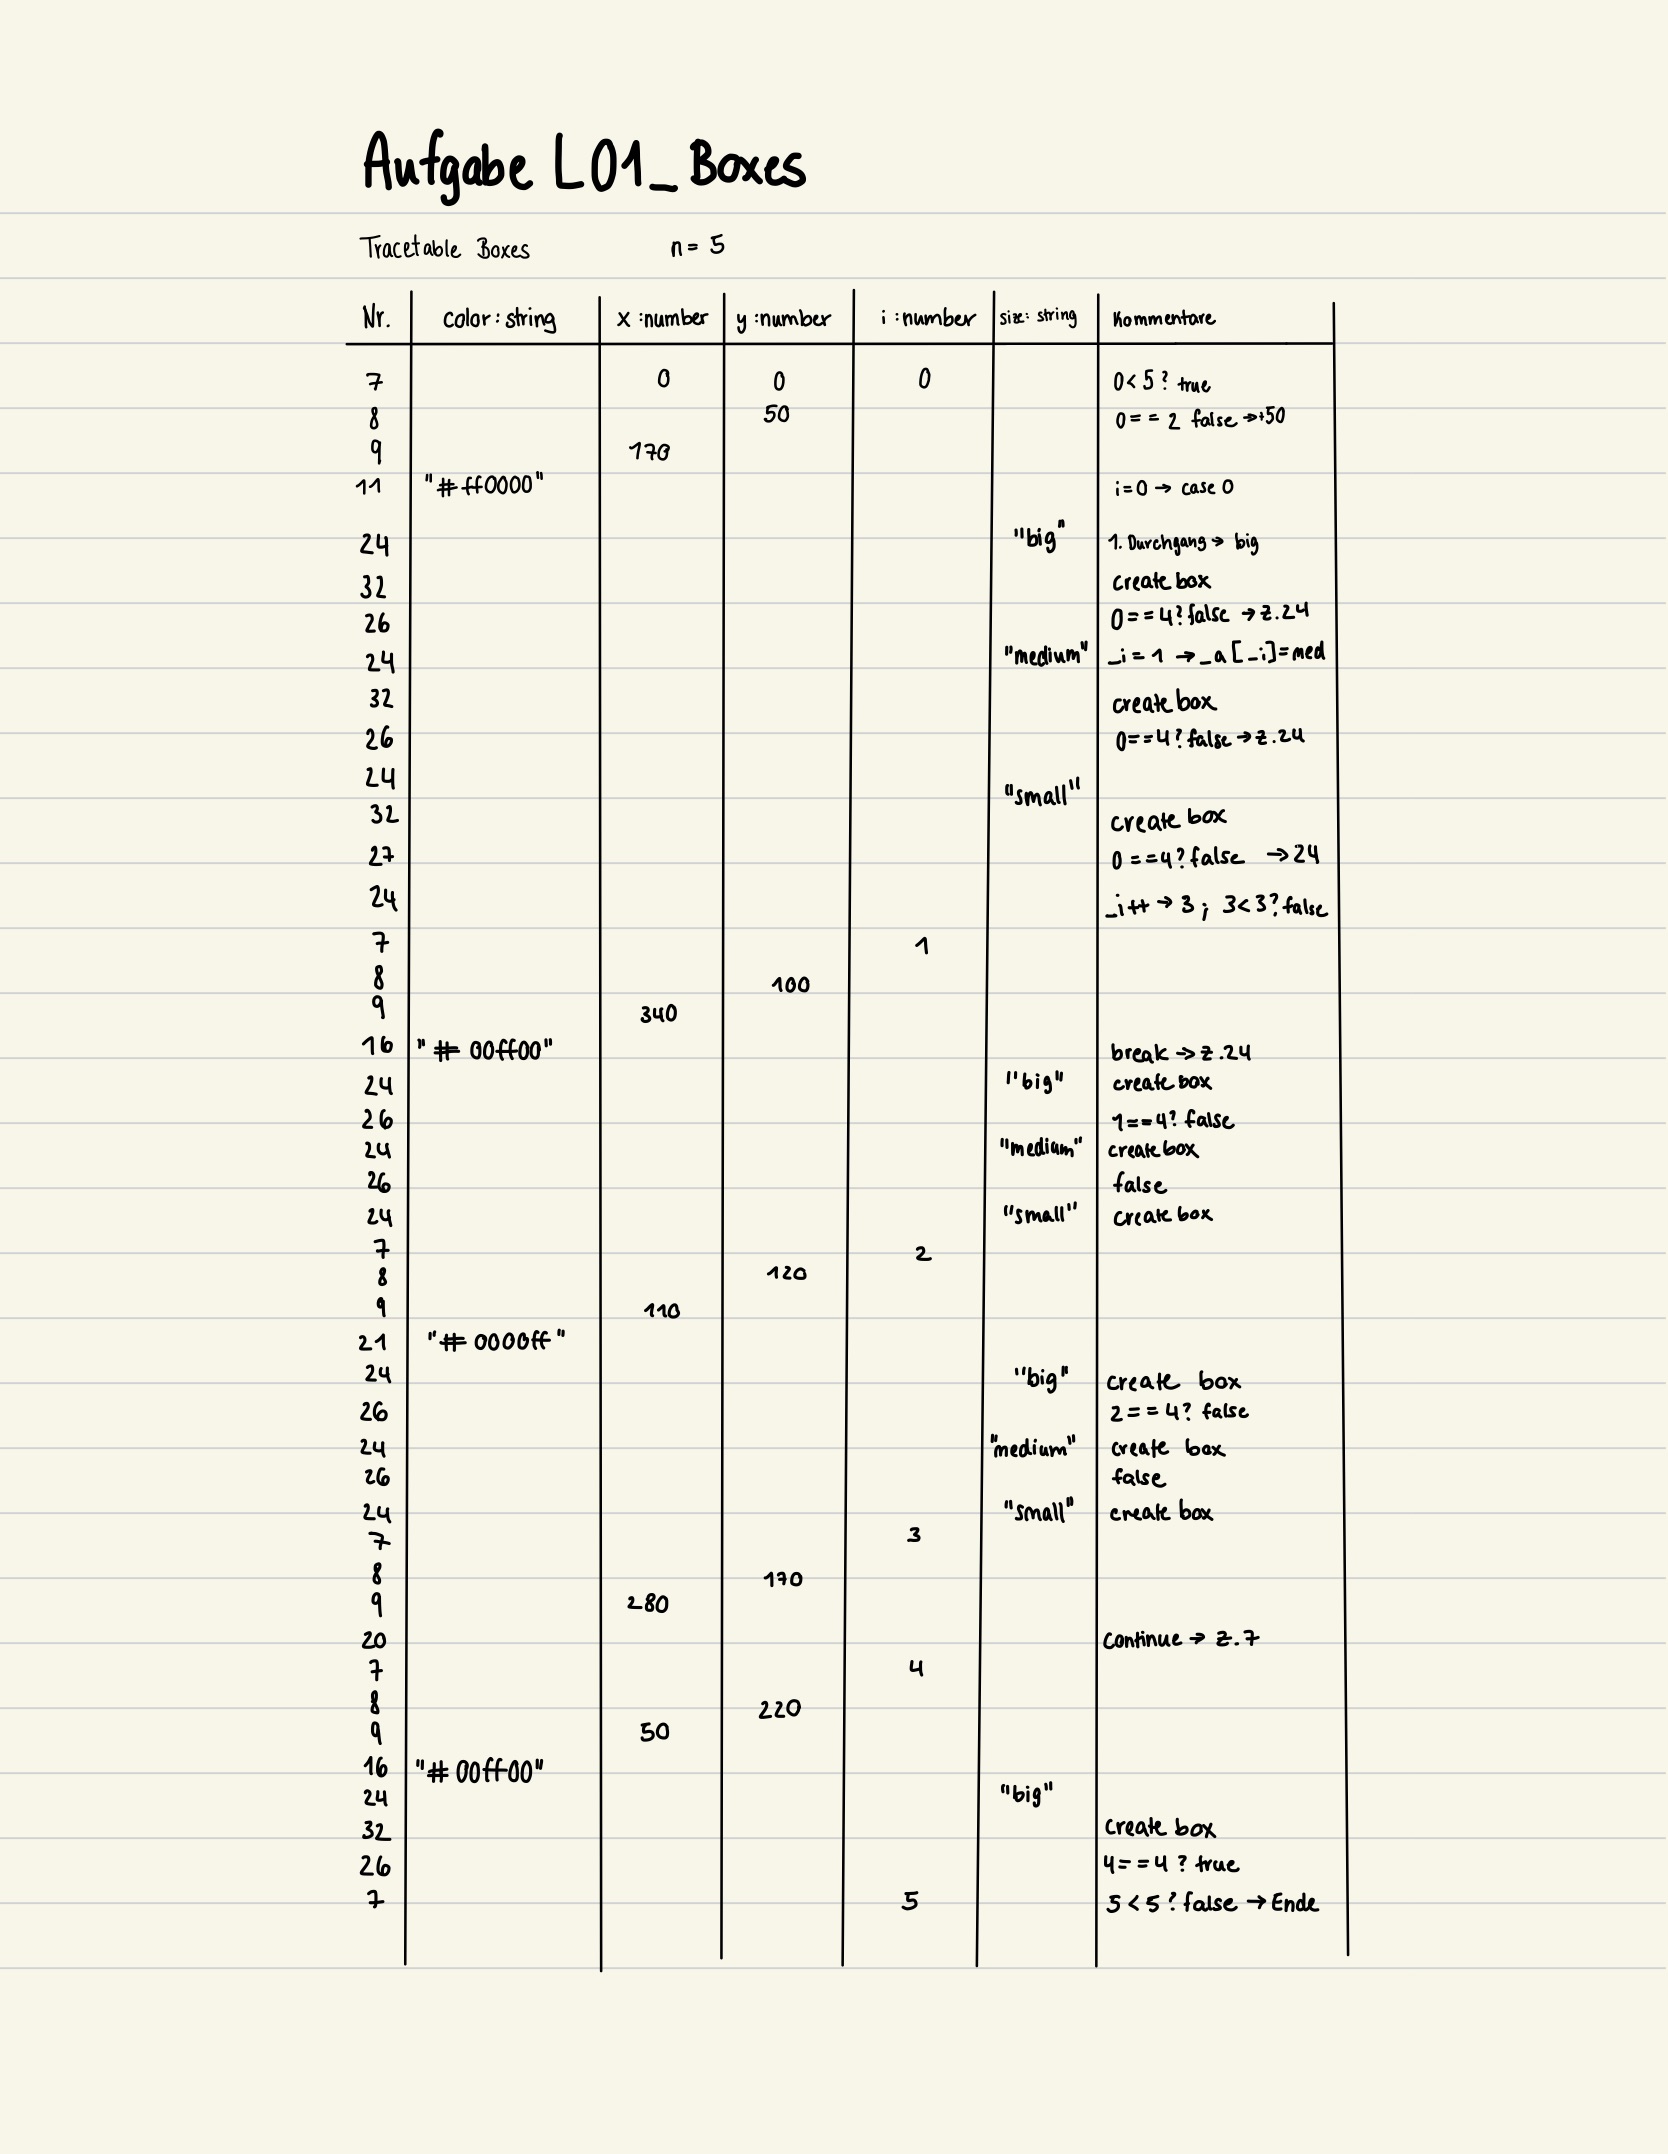 Aufgabe L01_Boxes
Tracetable Boxes n = 5
Nr. color: string x :number y :number i :number size: string Kommentare
7 0 0 0 0 < 5 ? true
8 50 0 = = 2 false →+50
9 170
11 "# ff0000" i = 0 → case 0
24 "big" 1. Durchgang → big
32 create box
26 0 = = 4 ? false → z.24
24 "medium" _i = 1 → _a [ _i ] = med
32 create box
26 0 = = 4 ? false → z.24
24 "small"
32 create box
27 0 = = 4 ? false → 24
24 _i ++ → 3 ; 3 < 3 ? false
7 1
8 100
9 340
16 "# 00ff00" break → z.24
24 "big" create box
26 1 = = 4 ? false
24 "medium" create box
26 false
24 "small" create box
7 2
8 120
9 110
21 "# 0000ff"
24 "big" create box
26 2 = = 4 ? false
24 "medium" create box
26 false
24 "small" create box
7 3
8 170
9 280
20 Continue → z.7
7 4
8 220
9 50
16 "# 00ff00"
24 "big"
32 create box
26 4 = = 4 ? true
7 5 5 < 5 ? false → Ende